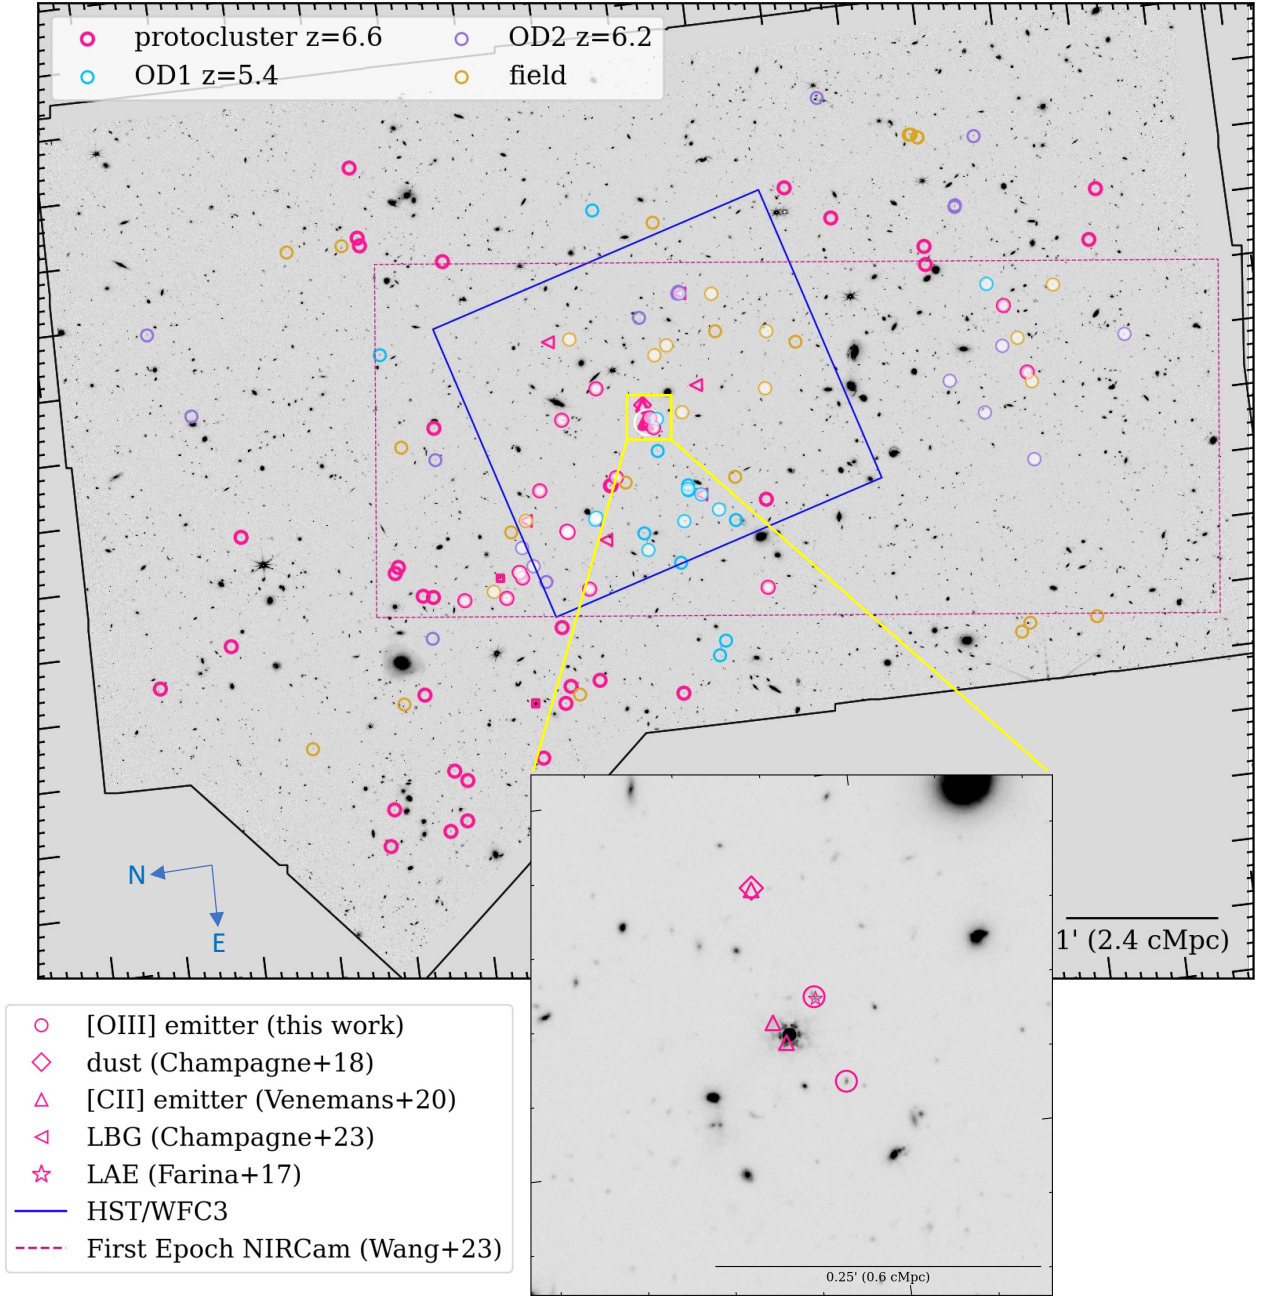 protocluster z=6.6
OD2 z=6.2
OD1 z=5.4
field
N
E
1' (2.4 cMpc)
[OIII] emitter (this work)
dust (Champagne+18)
[CII] emitter (Venemans+20)
LBG (Champagne+23)
LAE (Farina+17)
HST/WFC3
First Epoch NIRCam (Wang+23)
0.25' (0.6 cMpc)